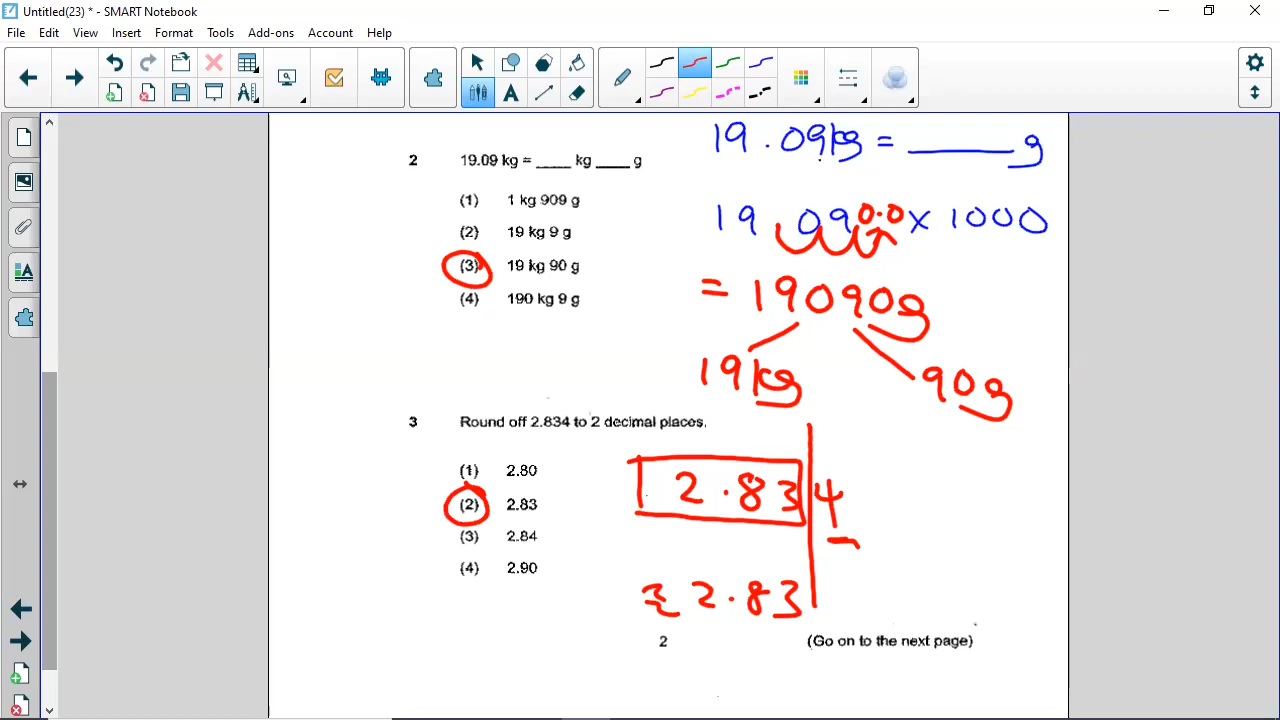 Untitled(23) * - SMART Notebook
File Edit View Insert Format Tools Add-ons Account Help
19.09kg = _____ g
2 19.09 kg = ____ kg ____ g
(1) 1 kg 909 g
(2) 19 kg 9 g
(3) 19 kg 90 g
(4) 190 kg 9 g
19 090.0 x 1000
= 19090g
19kg 90g
3 Round off 2.834 to 2 decimal places.
(1) 2.80
(2) 2.83
(3) 2.84
(4) 2.90
2.83 4
≈ 2.83
2 (Go on to the next page)